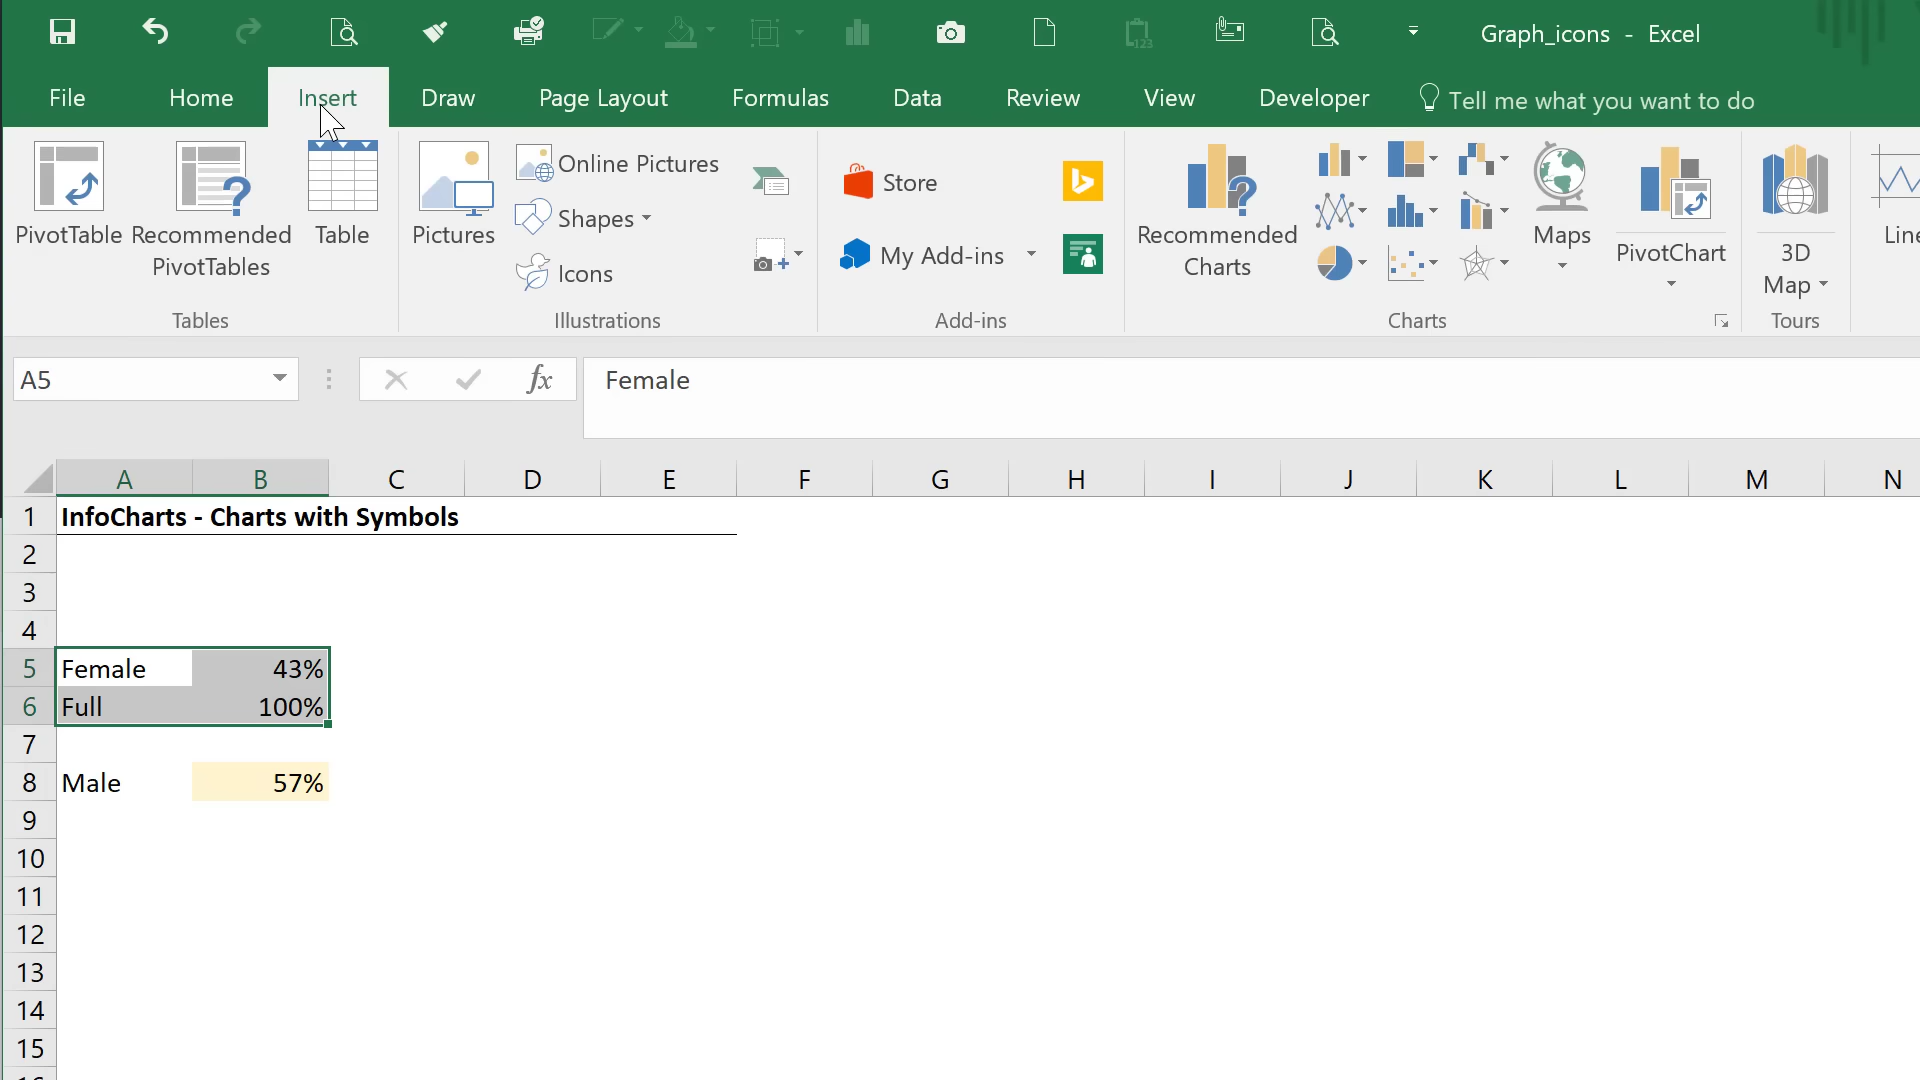 Graph_icons - Excel
File Home Insert Draw Page Layout Formulas Data Review View Developer Tell me what you want to do
PivotTable Recommended PivotTables Table
Tables
Pictures Online Pictures
Shapes
Icons
Illustrations
Store
My Add-ins
Add-ins
Recommended Charts
Maps
PivotChart
Charts
3D Map
Tours
A5 fx Female
A B C D E F G H I J K L M N
1 InfoCharts - Charts with Symbols
2
3
4
5 Female 43%
6 Full 100%
7
8 Male 57%
9
10
11
12
13
14
15